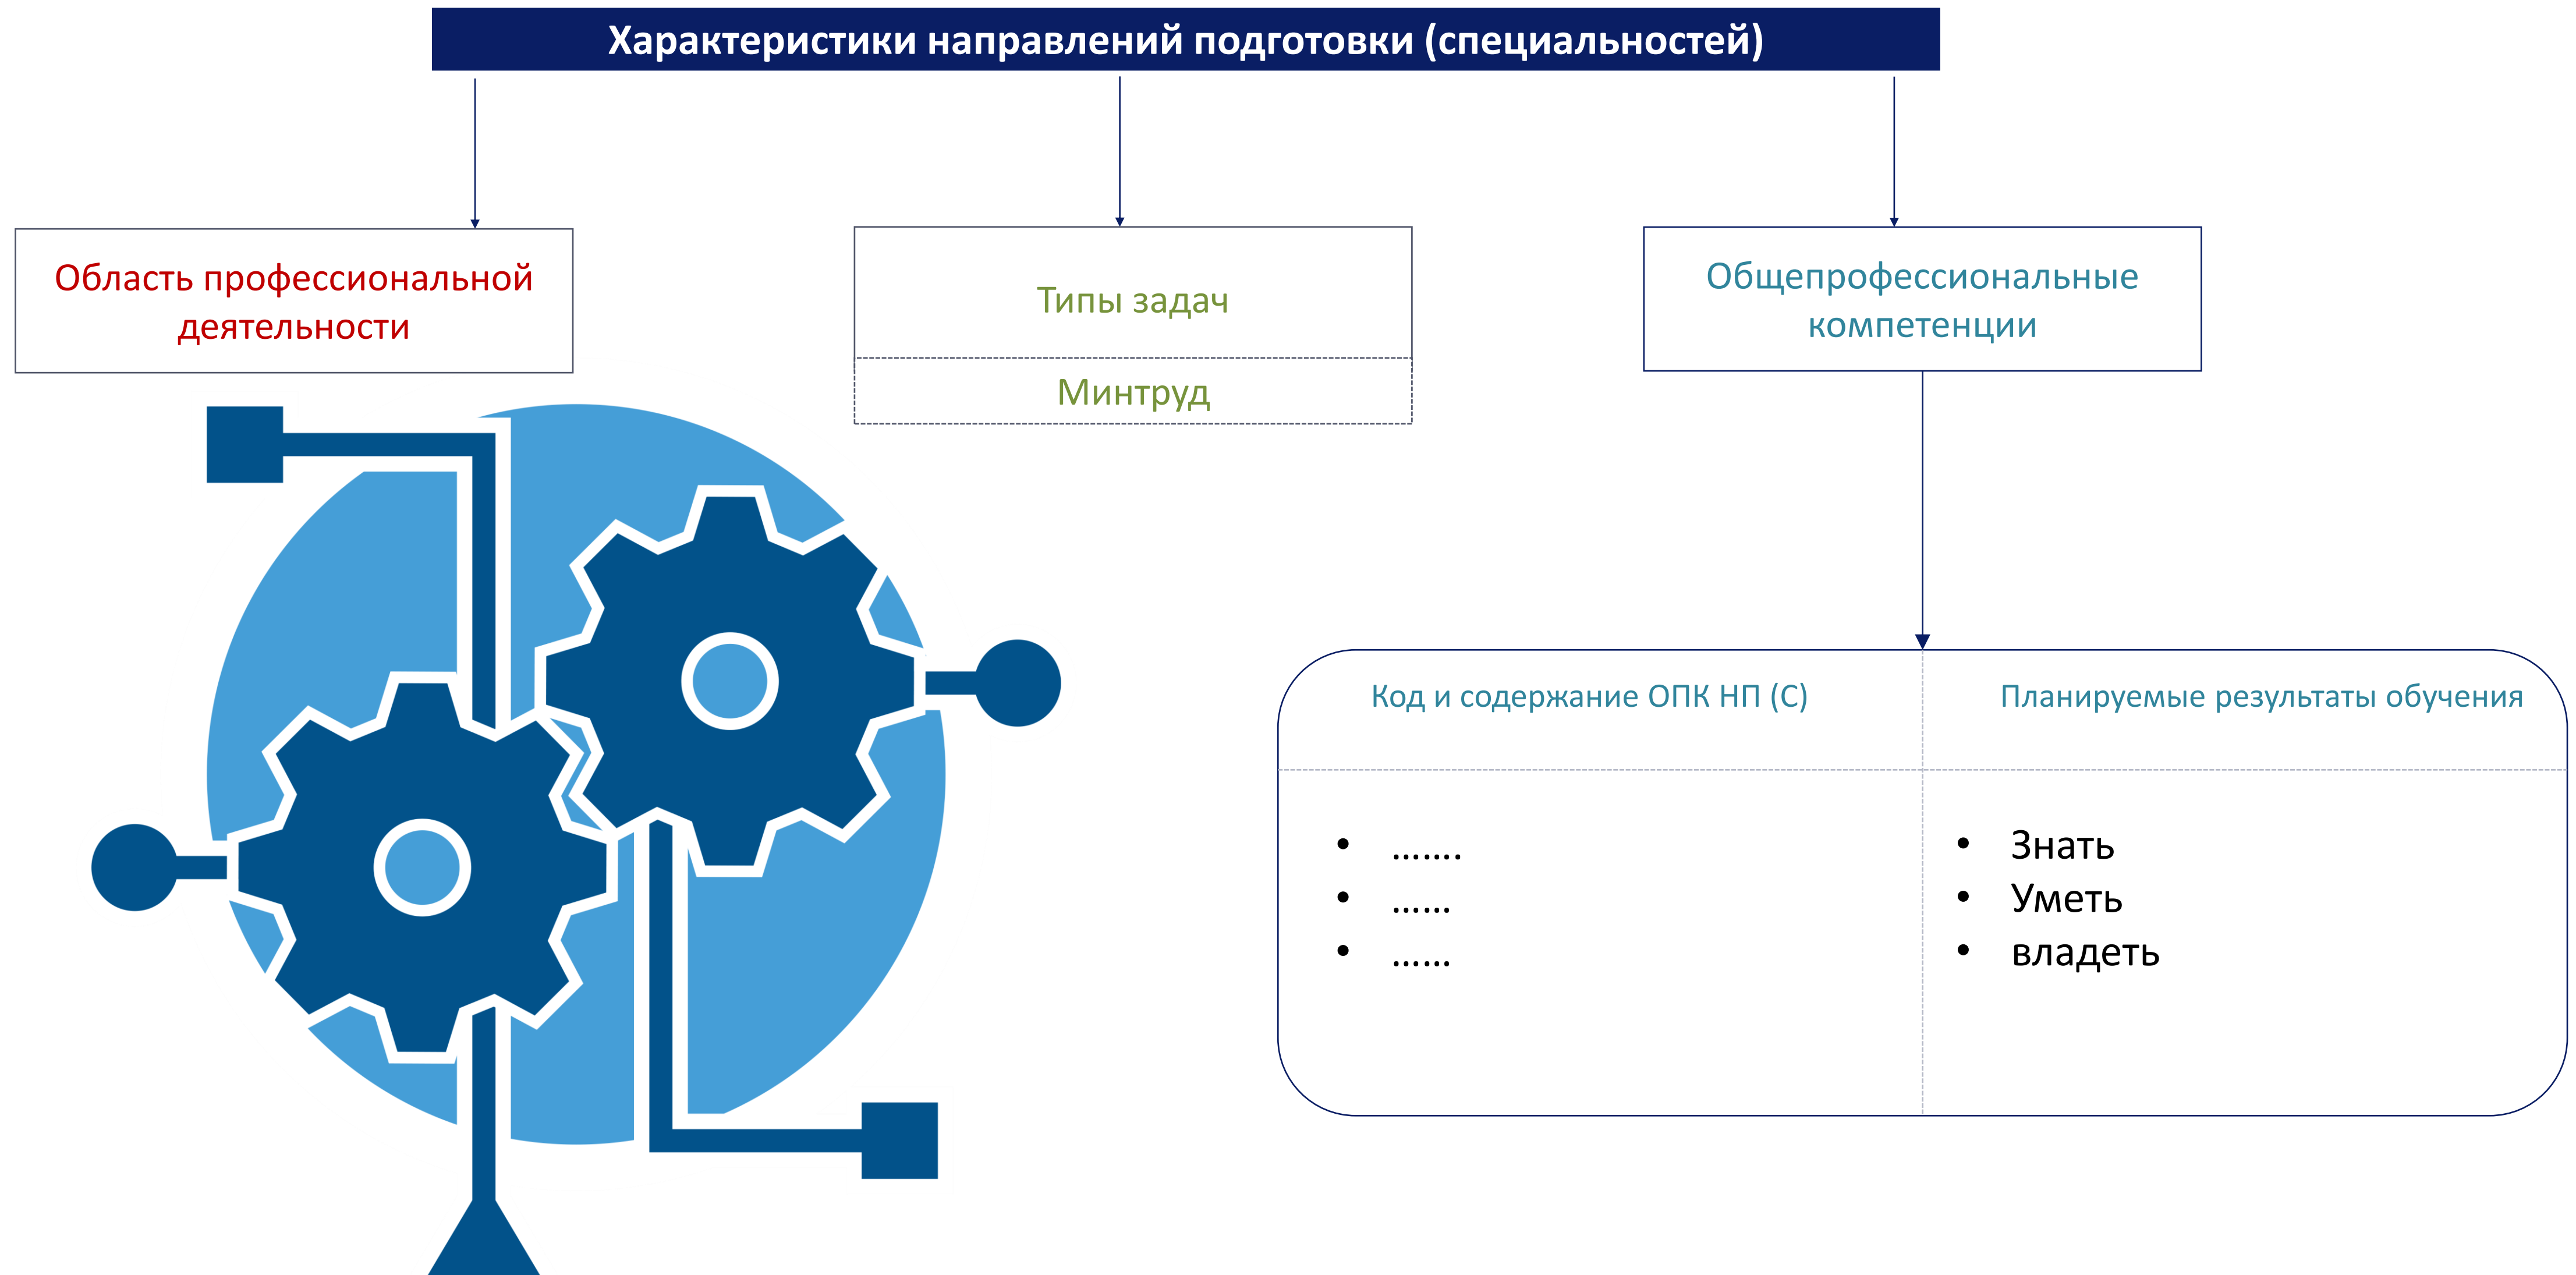 Характеристики направлений подготовки (специальностей)
Область профессиональной
деятельности
Типы задач
Минтруд
Общепрофессиональные
компетенции
Код и содержание ОПК НП (С)
Планируемые результаты обучения
• …….
• ……
• ……
• Знать
• Уметь
• владеть